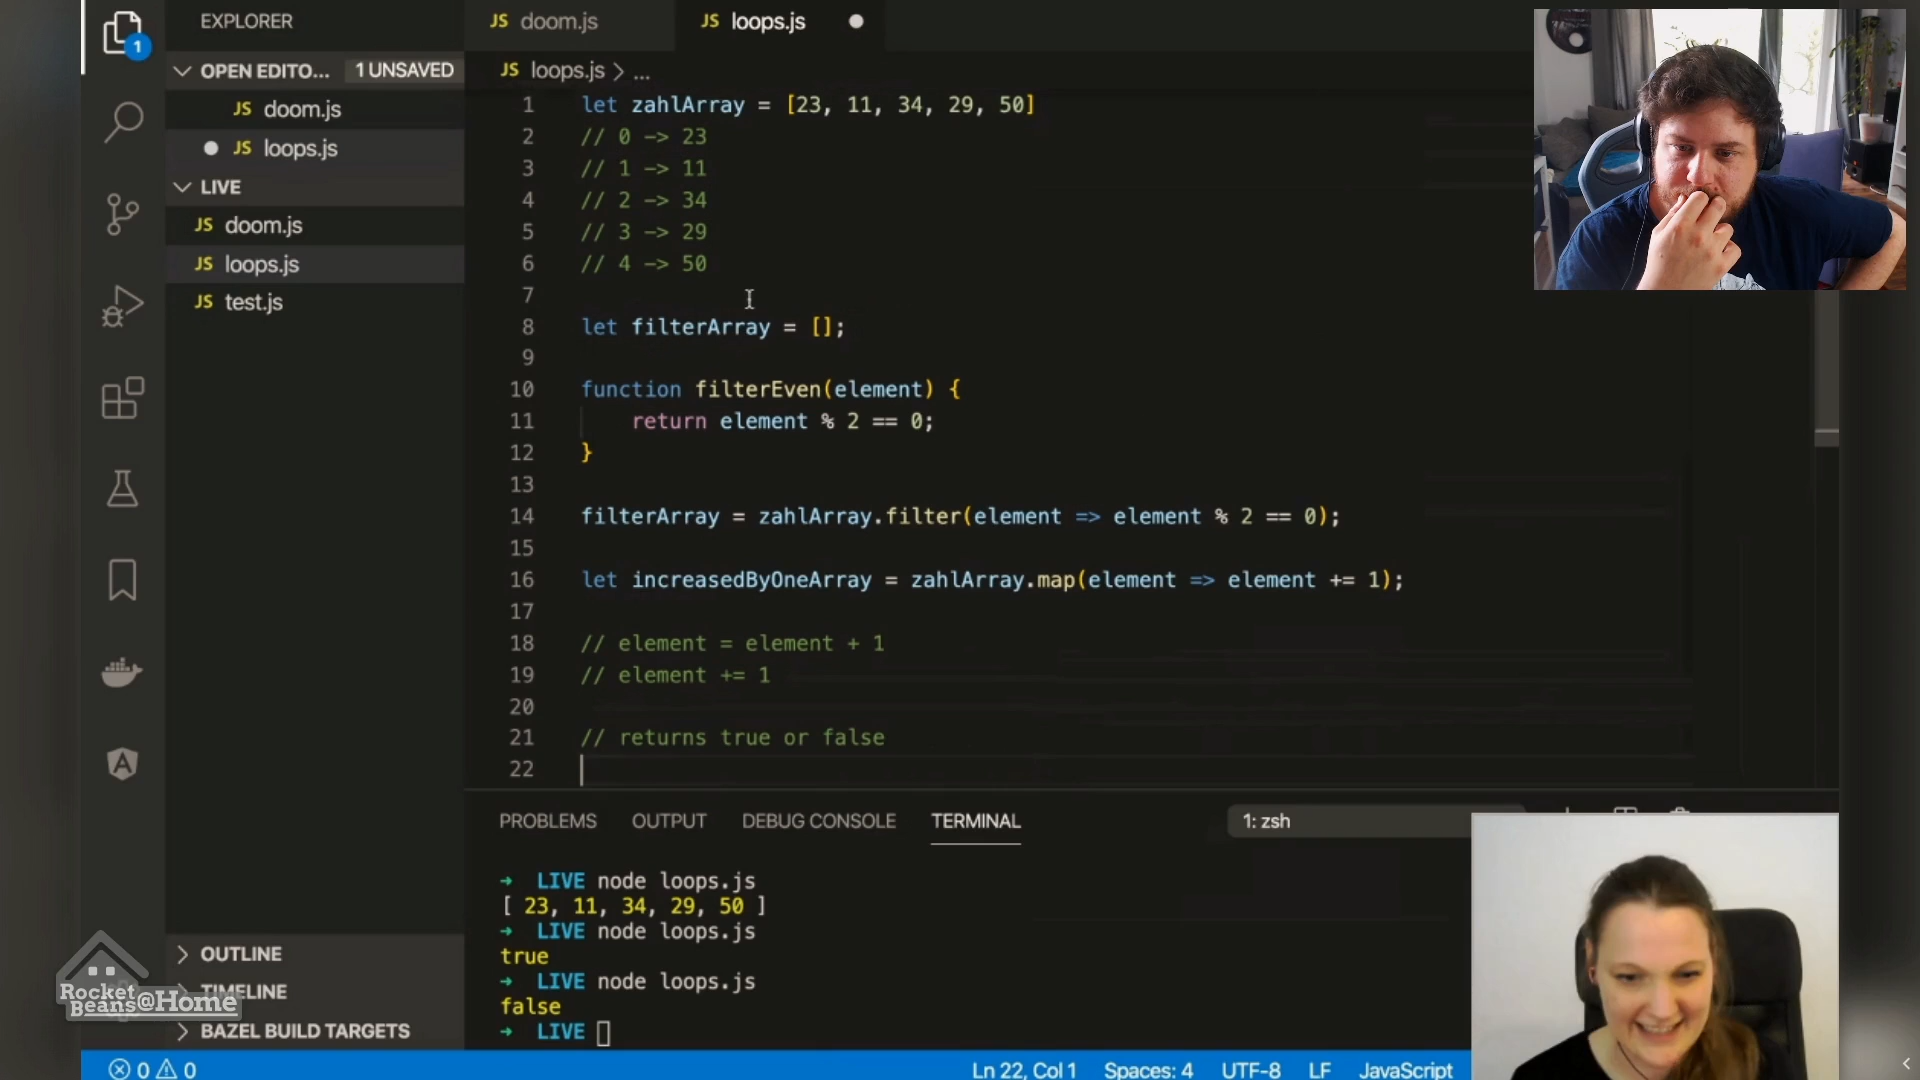 EXPLORER
OPEN EDITO... 1 UNSAVED
JS doom.js
JS loops.js
LIVE
JS doom.js
JS loops.js
JS test.js
OUTLINE
TIMELINE
BAZEL BUILD TARGETS
1
JS doom.js
JS loops.js
JS loops.js > ...
1 let zahlArray = [23, 11, 34, 29, 50]
2 // 0 -> 23
3 // 1 -> 11
4 // 2 -> 34
5 // 3 -> 29
6 // 4 -> 50
7
8 let filterArray = [];
9
10 function filterEven(element) {
11 return element % 2 == 0;
12 }
13
14 filterArray = zahlArray.filter(element => element % 2 == 0);
15
16 let increasedByOneArray = zahlArray.map(element => element += 1);
17
18 // element = element + 1
19 // element += 1
20
21 // returns true or false
22
PROBLEMS OUTPUT DEBUG CONSOLE TERMINAL 1: zsh
➜ LIVE node loops.js
[ 23, 11, 34, 29, 50 ]
➜ LIVE node loops.js
true
➜ LIVE node loops.js
false
➜ LIVE
Rocket
Beans@Home
0 0 Ln 22, Col 1 Spaces: 4 UTF-8 LF JavaScript